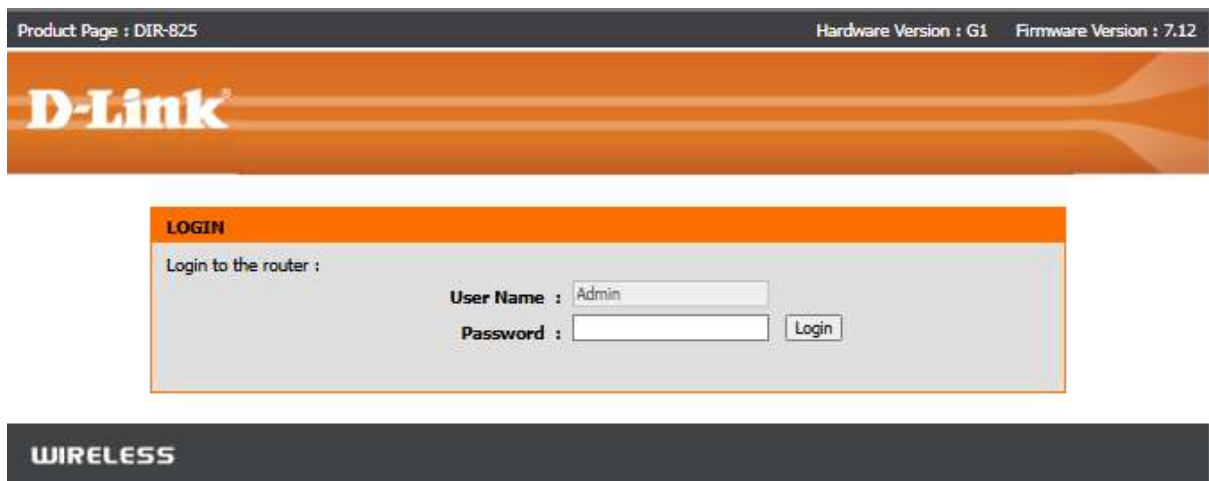 Product Page : DIR-825 Hardware Version : G1 Firmware Version : 7.12
D-Link
LOGIN
Login to the router :
User Name : Admin
Password : Login
WIRELESS